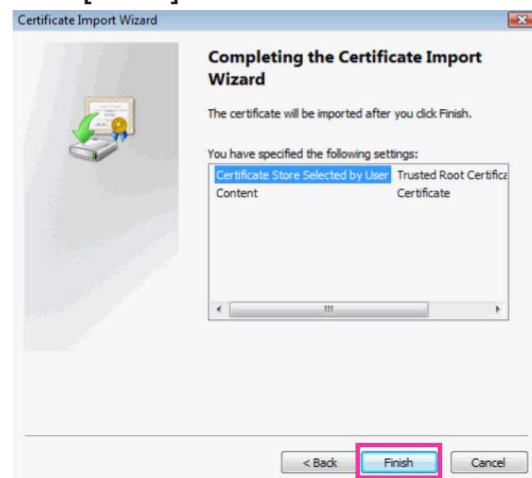 Certificate Import Wizard
Completing the Certificate Import
Wizard
The certificate will be imported after you click Finish.
You have specified the following settings:
Certificate Store Selected by User Trusted Root Certifica
Content Certificate
< Back Finish Cancel